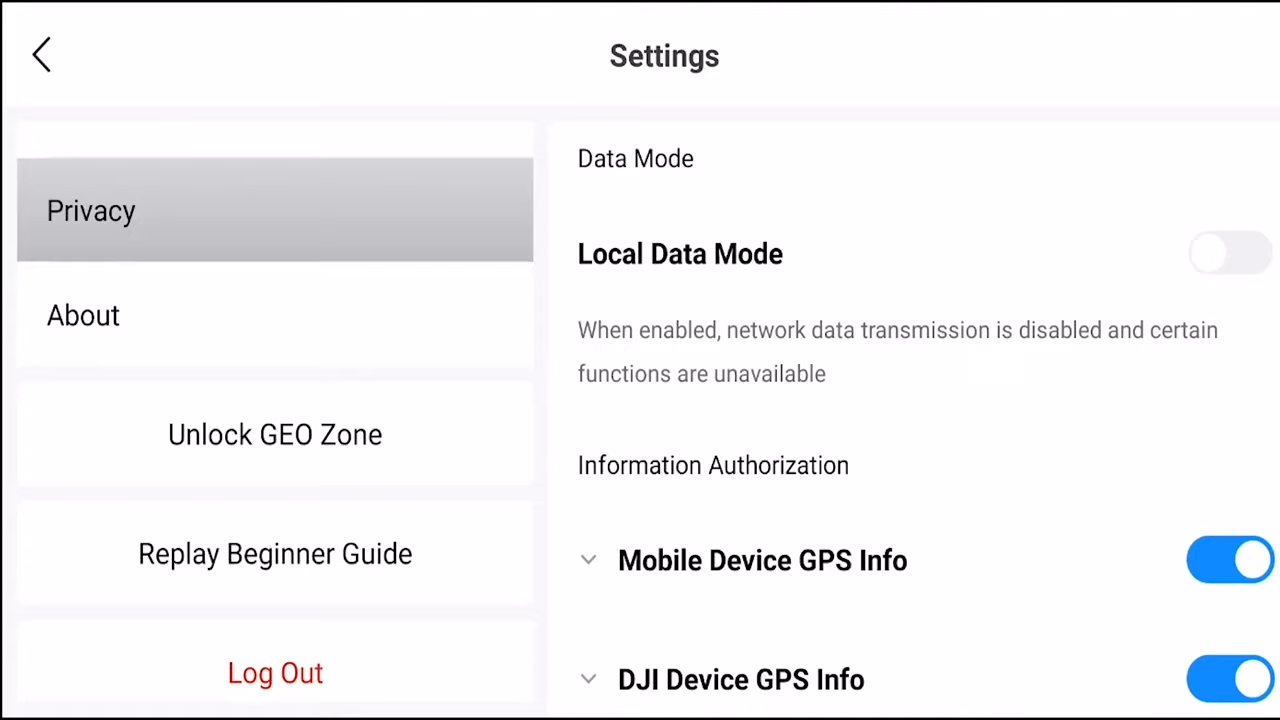 Settings
Privacy
About
Unlock GEO Zone
Replay Beginner Guide
Log Out
Data Mode
Local Data Mode
When enabled, network data transmission is disabled and certain
functions are unavailable
Information Authorization
Mobile Device GPS Info
DJI Device GPS Info